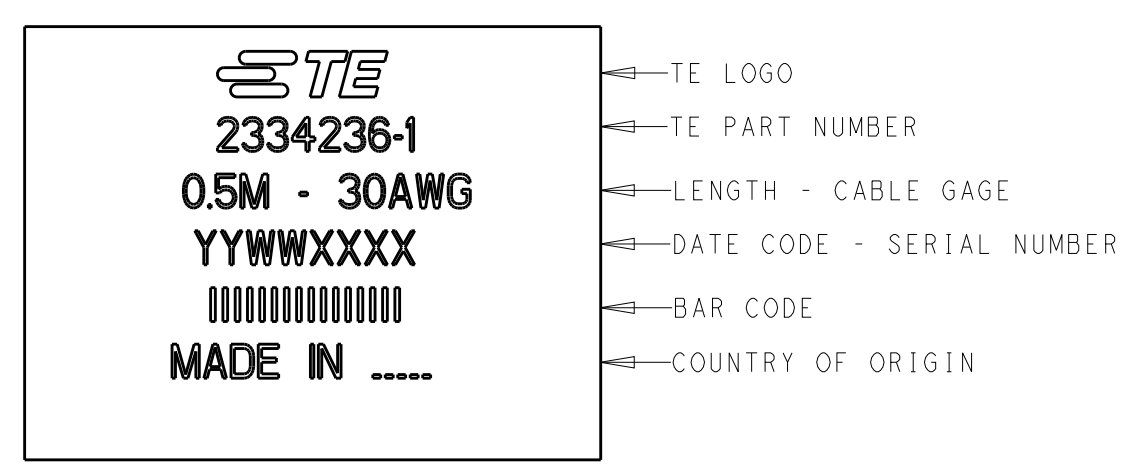 TE TE LOGO
2334236-1 TE PART NUMBER
0.5M - 30AWG LENGTH - CABLE GAGE
YYWWXXXX DATE CODE - SERIAL NUMBER
BAR CODE
MADE IN _____ COUNTRY OF ORIGIN